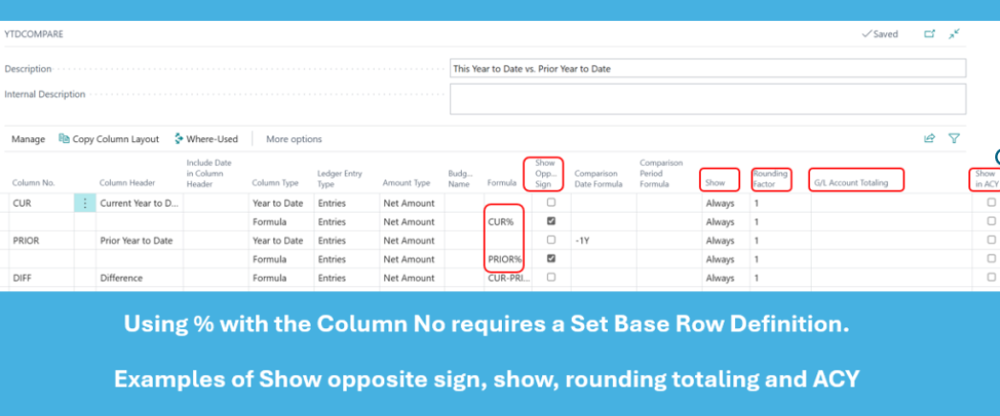 YTDCOMPARE
Saved
Description
This Year to Date vs. Prior Year to Date
Internal Description
Manage Copy Column Layout Where-Used More options
Column No. Column Header Include Date in Column Header Column Type Ledger Entry Type Amount Type Budg... Name Formula Show Opp... Sign Comparison Date Formula Comparison Period Formula Show Rounding Factor G/L Account Totaling Show in ACY
CUR Current Year to D... Year to Date Entries Net Amount Always 1
Formula Entries Net Amount CUR% Always 1
PRIOR Prior Year to Date Year to Date Entries Net Amount -1Y Always 1
Formula Entries Net Amount PRIOR% Always 1
DIFF Difference Formula Entries Net Amount CUR-PRI... Always 1
Using % with the Column No requires a Set Base Row Definition.
Examples of Show opposite sign, show, rounding totaling and ACY